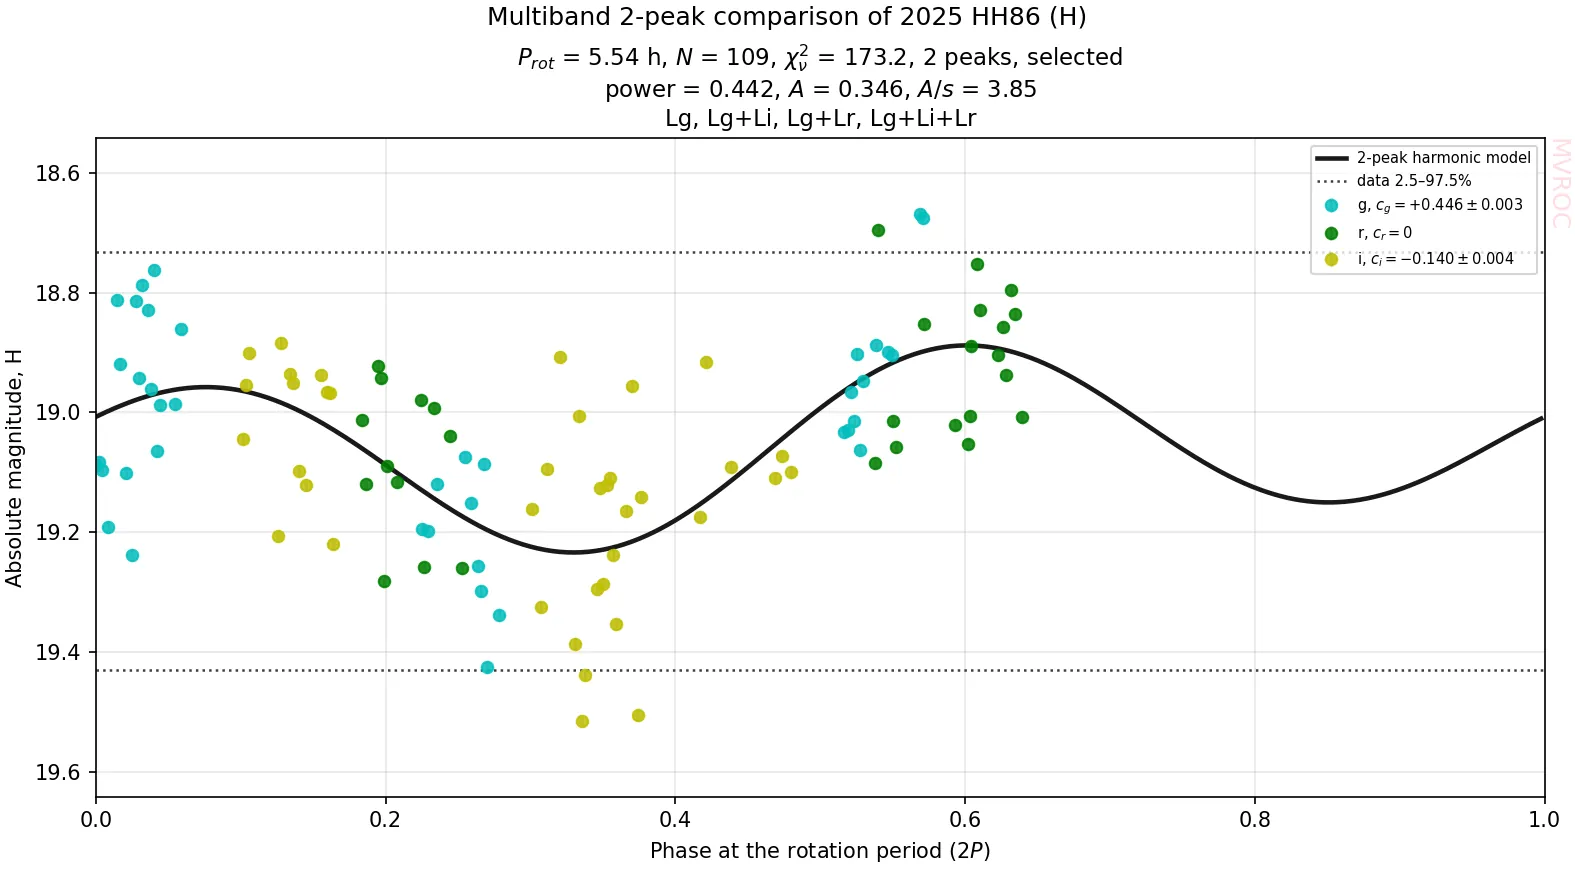 Multiband 2-peak comparison of 2025 HH86 (H)
P_rot = 5.54 h, N = 109, χ²_ν = 173.2, 2 peaks, selected
power = 0.442, A = 0.346, A/s = 3.85
Lg, Lg+Li, Lg+Lr, Lg+Li+Lr
2-peak harmonic model
data 2.5–97.5%
g, c_g = +0.446 ± 0.003
r, c_r = 0
i, c_i = −0.140 ± 0.004
MVROC
Absolute magnitude, H
18.6
18.8
19.0
19.2
19.4
19.6
0.0 0.2 0.4 0.6 0.8 1.0
Phase at the rotation period (2P)